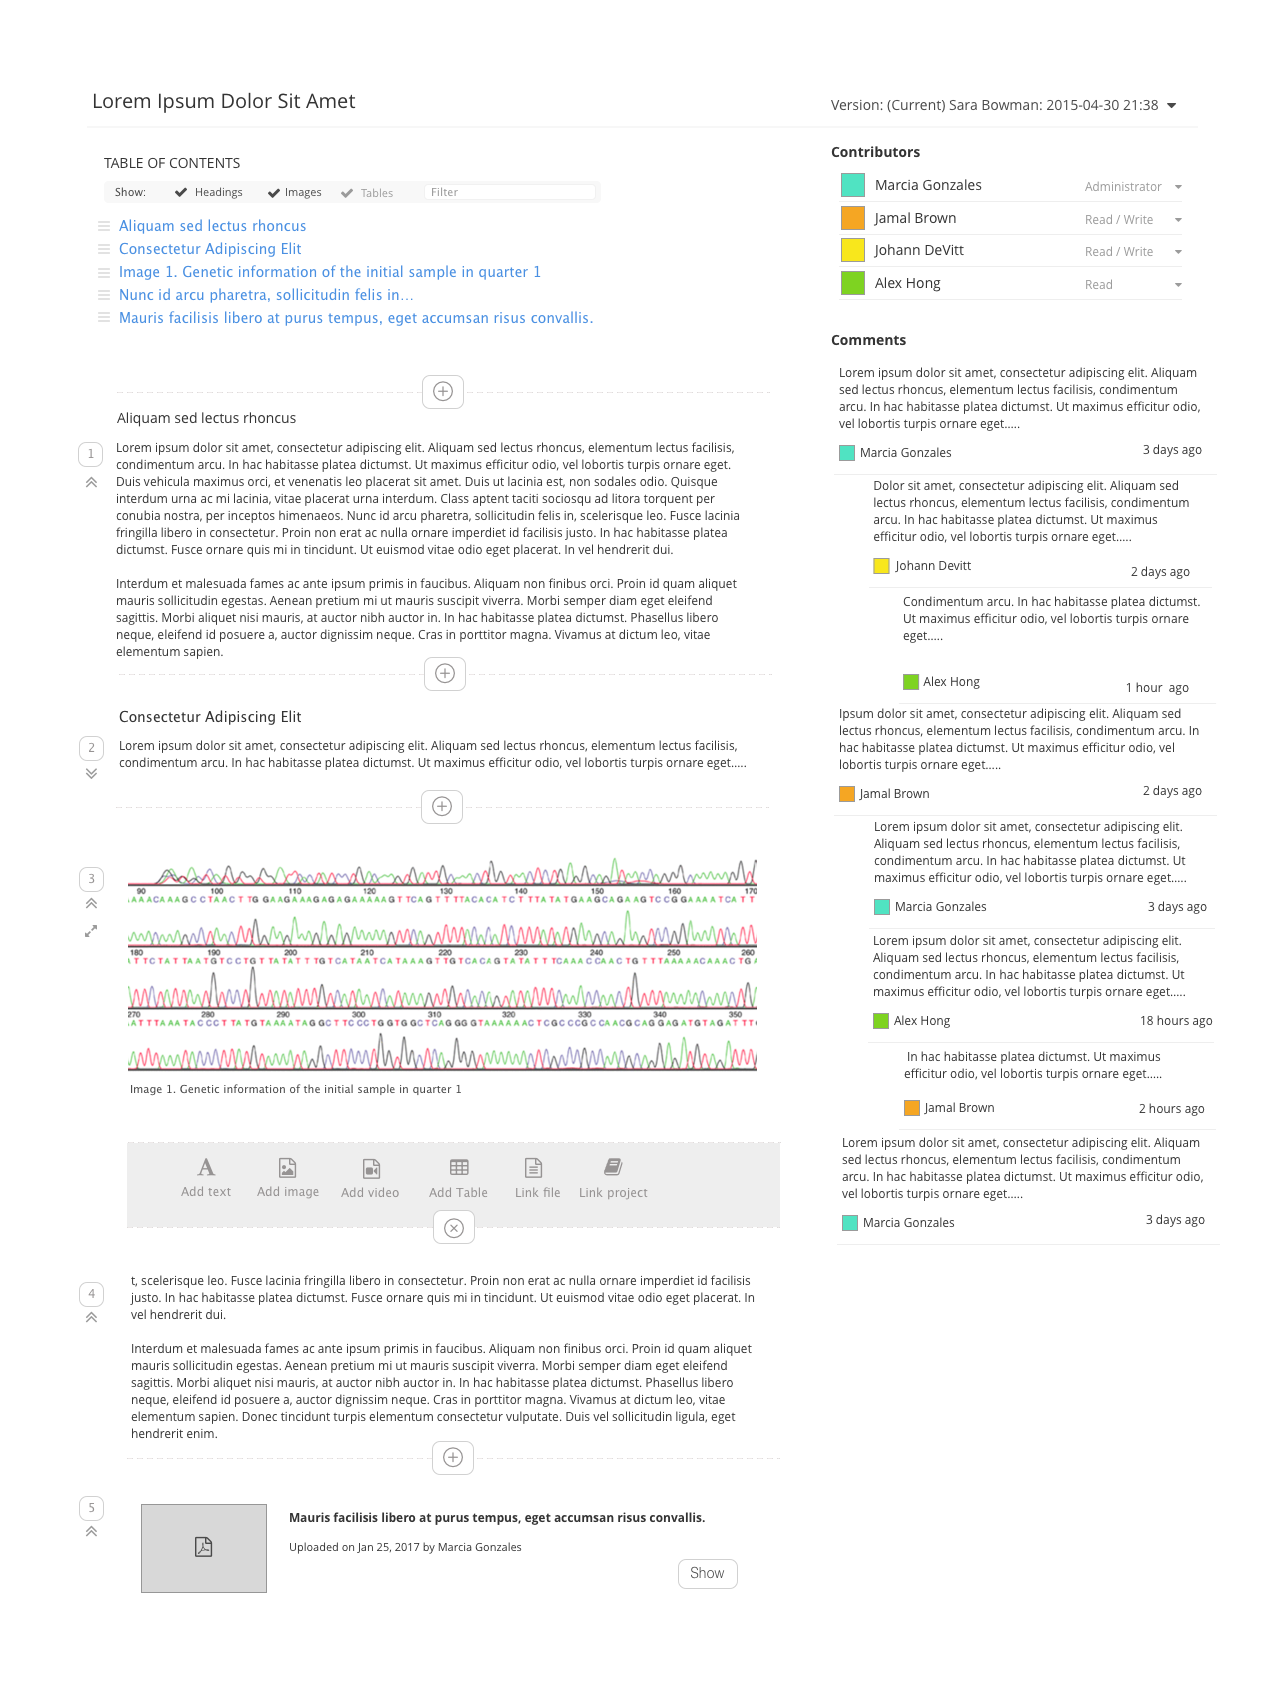 Lorem Ipsum Dolor Sit Amet
Version: (Current) Sara Bowman: 2015-04-30 21:38
TABLE OF CONTENTS
Show: Headings Images Tables Filter
Aliquam sed lectus rhoncus
Consectetur Adipiscing Elit
Image 1. Genetic information of the initial sample in quarter 1
Nunc id arcu pharetra, sollicitudin felis in...
Mauris facilisis libero at purus tempus, eget accumsan risus convallis.
Aliquam sed lectus rhoncus
1
Lorem ipsum dolor sit amet, consectetur adipiscing elit. Aliquam sed lectus rhoncus, elementum lectus facilisis,
condimentum arcu. In hac habitasse platea dictumst. Ut maximus efficitur odio, vel lobortis turpis ornare eget.
Duis vehicula maximus orci, et venenatis leo placerat sit amet. Duis ut lacinia est, non sodales odio. Quisque
interdum urna ac mi lacinia, vitae placerat urna interdum. Class aptent taciti sociosqu ad litora torquent per
conubia nostra, per inceptos himenaeos. Nunc id arcu pharetra, sollicitudin felis in, scelerisque leo. Fusce lacinia
fringilla libero in consectetur. Proin non erat ac nulla ornare imperdiet id facilisis justo. In hac habitasse platea
dictumst. Fusce ornare quis mi in tincidunt. Ut euismod vitae odio eget placerat. In vel hendrerit dui.
Interdum et malesuada fames ac ante ipsum primis in faucibus. Aliquam non finibus orci. Proin id quam aliquet
mauris sollicitudin egestas. Aenean pretium mi ut mauris suscipit viverra. Morbi semper diam eget eleifend
sagittis. Morbi aliquet nisi mauris, at auctor nibh auctor in. In hac habitasse platea dictumst. Phasellus libero
neque, eleifend id posuere a, auctor dignissim neque. Cras in porttitor magna. Vivamus at dictum leo, vitae
elementum sapien.
Consectetur Adipiscing Elit
2
Lorem ipsum dolor sit amet, consectetur adipiscing elit. Aliquam sed lectus rhoncus, elementum lectus facilisis,
condimentum arcu. In hac habitasse platea dictumst. Ut maximus efficitur odio, vel lobortis turpis ornare eget.....
3
90 100 110 120 130 140 150 160 170
180 190 200 210 220 230 240 250 260
270 280 290 300 310 320 330 340 350
Image 1. Genetic information of the initial sample in quarter 1
Add text Add image Add video Add Table Link file Link project
4
t, scelerisque leo. Fusce lacinia fringilla libero in consectetur. Proin non erat ac nulla ornare imperdiet id facilisis
justo. In hac habitasse platea dictumst. Fusce ornare quis mi in tincidunt. Ut euismod vitae odio eget placerat. In
vel hendrerit dui.
Interdum et malesuada fames ac ante ipsum primis in faucibus. Aliquam non finibus orci. Proin id quam aliquet
mauris sollicitudin egestas. Aenean pretium mi ut mauris suscipit viverra. Morbi semper diam eget eleifend
sagittis. Morbi aliquet nisi mauris, at auctor nibh auctor in. In hac habitasse platea dictumst. Phasellus libero
neque, eleifend id posuere a, auctor dignissim neque. Cras in porttitor magna. Vivamus at dictum leo, vitae
elementum sapien. Donec tincidunt turpis elementum consectetur vulputate. Duis vel sollicitudin ligula, eget
hendrerit enim.
5
Mauris facilisis libero at purus tempus, eget accumsan risus convallis.
Uploaded on Jan 25, 2017 by Marcia Gonzales
Show
Contributors
Marcia Gonzales Administrator
Jamal Brown Read / Write
Johann DeVitt Read / Write
Alex Hong Read
Comments
Lorem ipsum dolor sit amet, consectetur adipiscing elit. Aliquam
sed lectus rhoncus, elementum lectus facilisis, condimentum
arcu. In hac habitasse platea dictumst. Ut maximus efficitur odio,
vel lobortis turpis ornare eget.....
Marcia Gonzales 3 days ago
Dolor sit amet, consectetur adipiscing elit. Aliquam sed
lectus rhoncus, elementum lectus facilisis, condimentum
arcu. In hac habitasse platea dictumst. Ut maximus
efficitur odio, vel lobortis turpis ornare eget.....
Johann Devitt 2 days ago
Condimentum arcu. In hac habitasse platea dictumst.
Ut maximus efficitur odio, vel lobortis turpis ornare
eget.....
Alex Hong 1 hour ago
Ipsum dolor sit amet, consectetur adipiscing elit. Aliquam sed
lectus rhoncus, elementum lectus facilisis, condimentum arcu. In
hac habitasse platea dictumst. Ut maximus efficitur odio, vel
lobortis turpis ornare eget.....
Jamal Brown 2 days ago
Lorem ipsum dolor sit amet, consectetur adipiscing elit.
Aliquam sed lectus rhoncus, elementum lectus facilisis,
condimentum arcu. In hac habitasse platea dictumst. Ut
maximus efficitur odio, vel lobortis turpis ornare eget.....
Marcia Gonzales 3 days ago
Lorem ipsum dolor sit amet, consectetur adipiscing elit.
Aliquam sed lectus rhoncus, elementum lectus facilisis,
condimentum arcu. In hac habitasse platea dictumst. Ut
maximus efficitur odio, vel lobortis turpis ornare eget.....
Alex Hong 18 hours ago
In hac habitasse platea dictumst. Ut maximus
efficitur odio, vel lobortis turpis ornare eget.....
Jamal Brown 2 hours ago
Lorem ipsum dolor sit amet, consectetur adipiscing elit. Aliquam
sed lectus rhoncus, elementum lectus facilisis, condimentum
arcu. In hac habitasse platea dictumst. Ut maximus efficitur odio,
vel lobortis turpis ornare eget.....
Marcia Gonzales 3 days ago